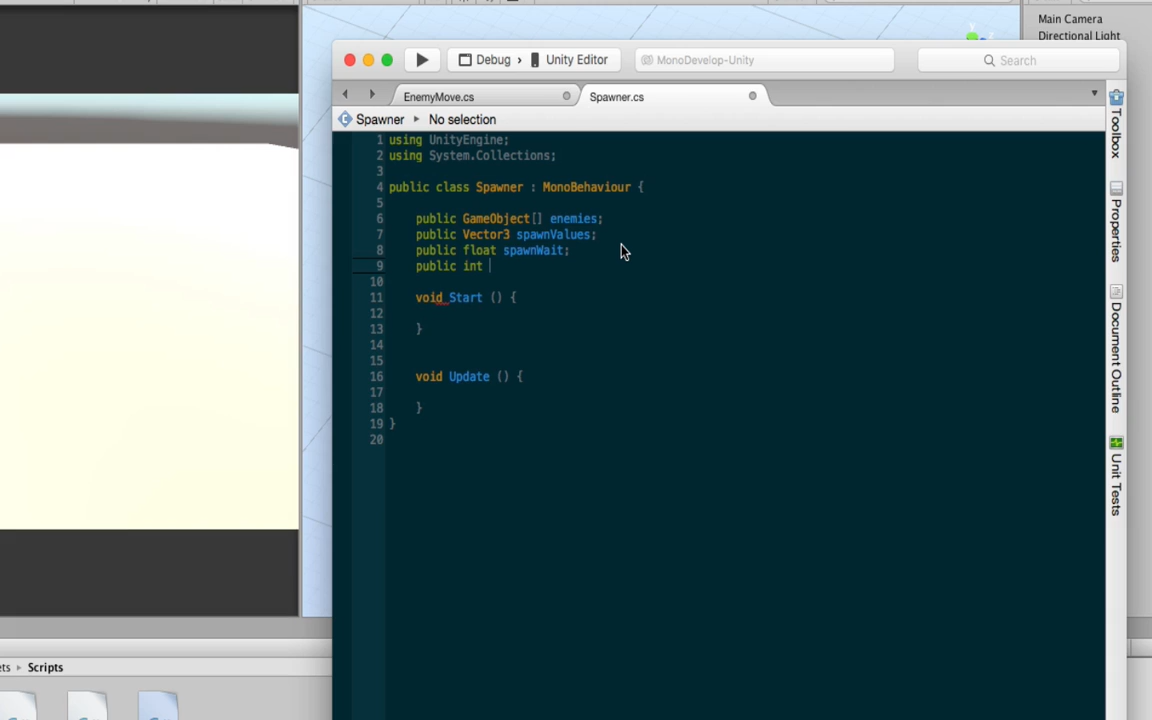 Main Camera
Directional Light
Debug › Unity Editor
MonoDevelop-Unity
Search
EnemyMove.cs
Spawner.cs
Spawner ▸ No selection
1 using UnityEngine;
2 using System.Collections;
3
4 public class Spawner : MonoBehaviour {
5
6 public GameObject[] enemies;
7 public Vector3 spawnValues;
8 public float spawnWait;
9 public int
10
11 void Start () {
12
13 }
14
15
16 void Update () {
17
18 }
19 }
20
Toolbox
Properties
Document Outline
Unit Tests
ets ▸ Scripts